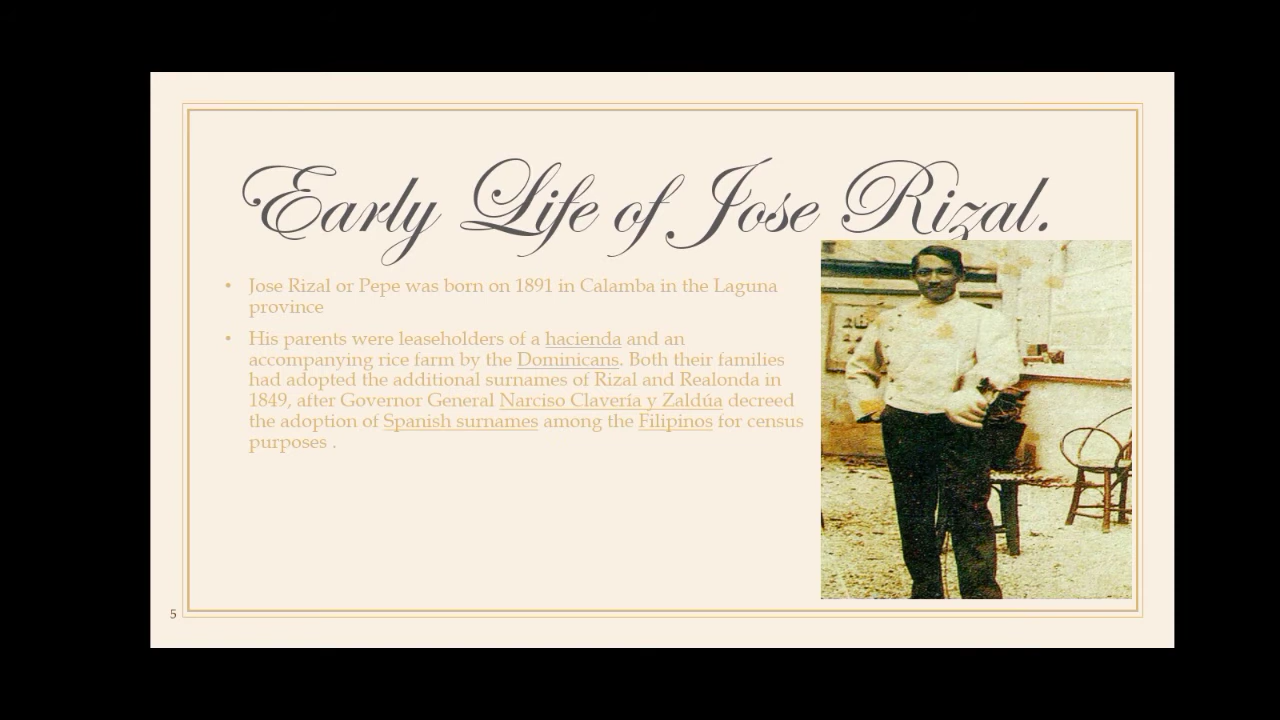 Early Life of Jose Rizal.
• Jose Rizal or Pepe was born on 1891 in Calamba in the Laguna
province
• His parents were leaseholders of a hacienda and an
accompanying rice farm by the Dominicans. Both their families
had adopted the additional surnames of Rizal and Realonda in
1849, after Governor General Narciso Clavería y Zaldúa decreed
the adoption of Spanish surnames among the Filipinos for census
purposes .
5